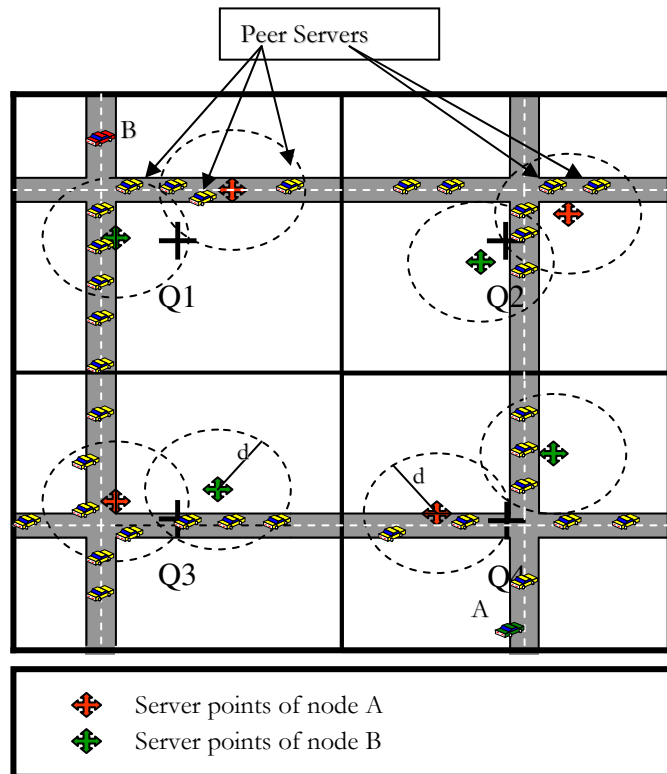 Peer Servers
B
Q1
Q2
d
d
Q3
Q4
A
Server points of node A
Server points of node B